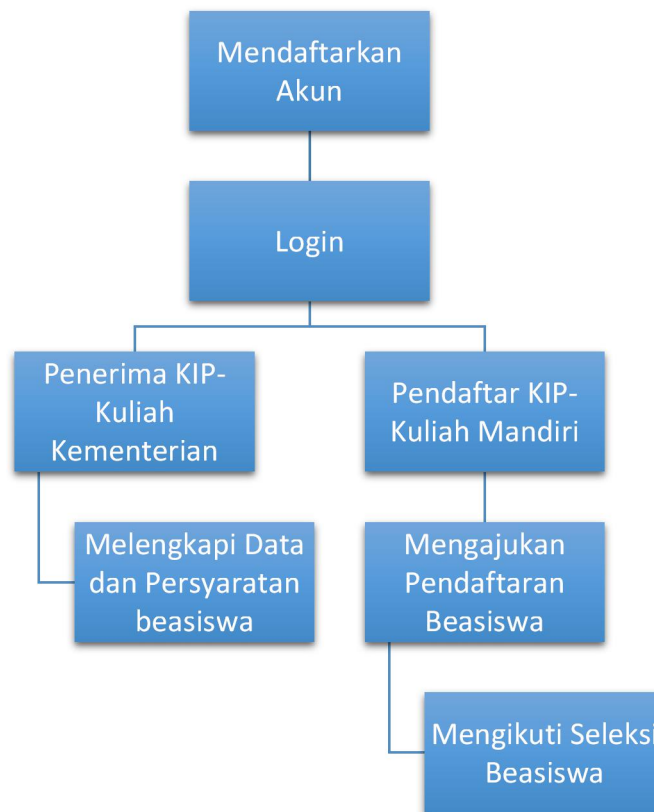 Mendaftarkan
Akun
Login
Penerima KIP-
Kuliah
Kementerian
Pendaftar KIP-
Kuliah Mandiri
Melengkapi Data
dan Persyaratan
beasiswa
Mengajukan
Pendaftaran
Beasiswa
Mengikuti Seleksi
Beasiswa